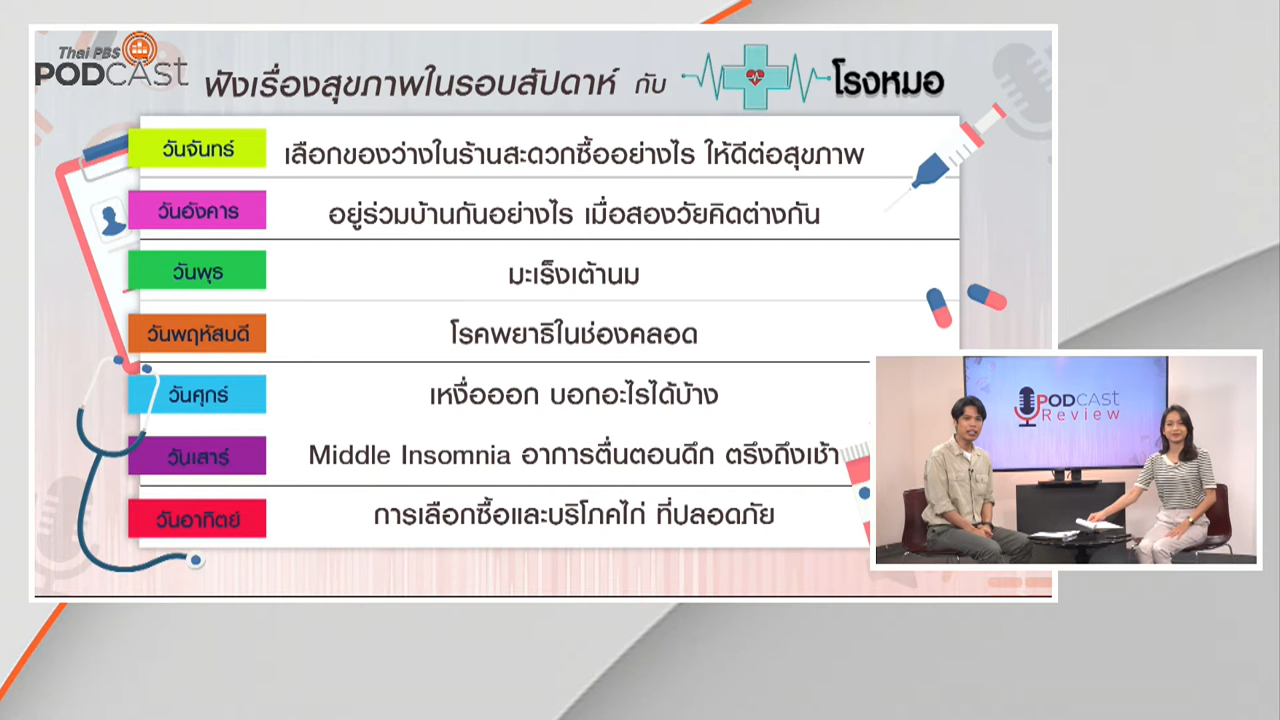 Thai PBS
PODCAST
ฟังเรื่องสุขภาพในรอบสัปดาห์ กับ โรงหมอ
วันจันทร์ เลือกของว่างในร้านสะดวกซื้ออย่างไร ให้ดีต่อสุขภาพ
วันอังคาร อยู่ร่วมบ้านกันอย่างไร เมื่อสองวัยคิดต่างกัน
วันพุธ มะเร็งเต้านม
วันพฤหัสบดี โรคพยาธิในช่องคลอด
วันศุกร์ เหงื่อออก บอกอะไรได้บ้าง
วันเสาร์ Middle Insomnia อาการตื่นตอนดึก ตรึงถึงเช้า
วันอาทิตย์ การเลือกซื้อและบริโภคไก่ ที่ปลอดภัย
PODCAST
Review